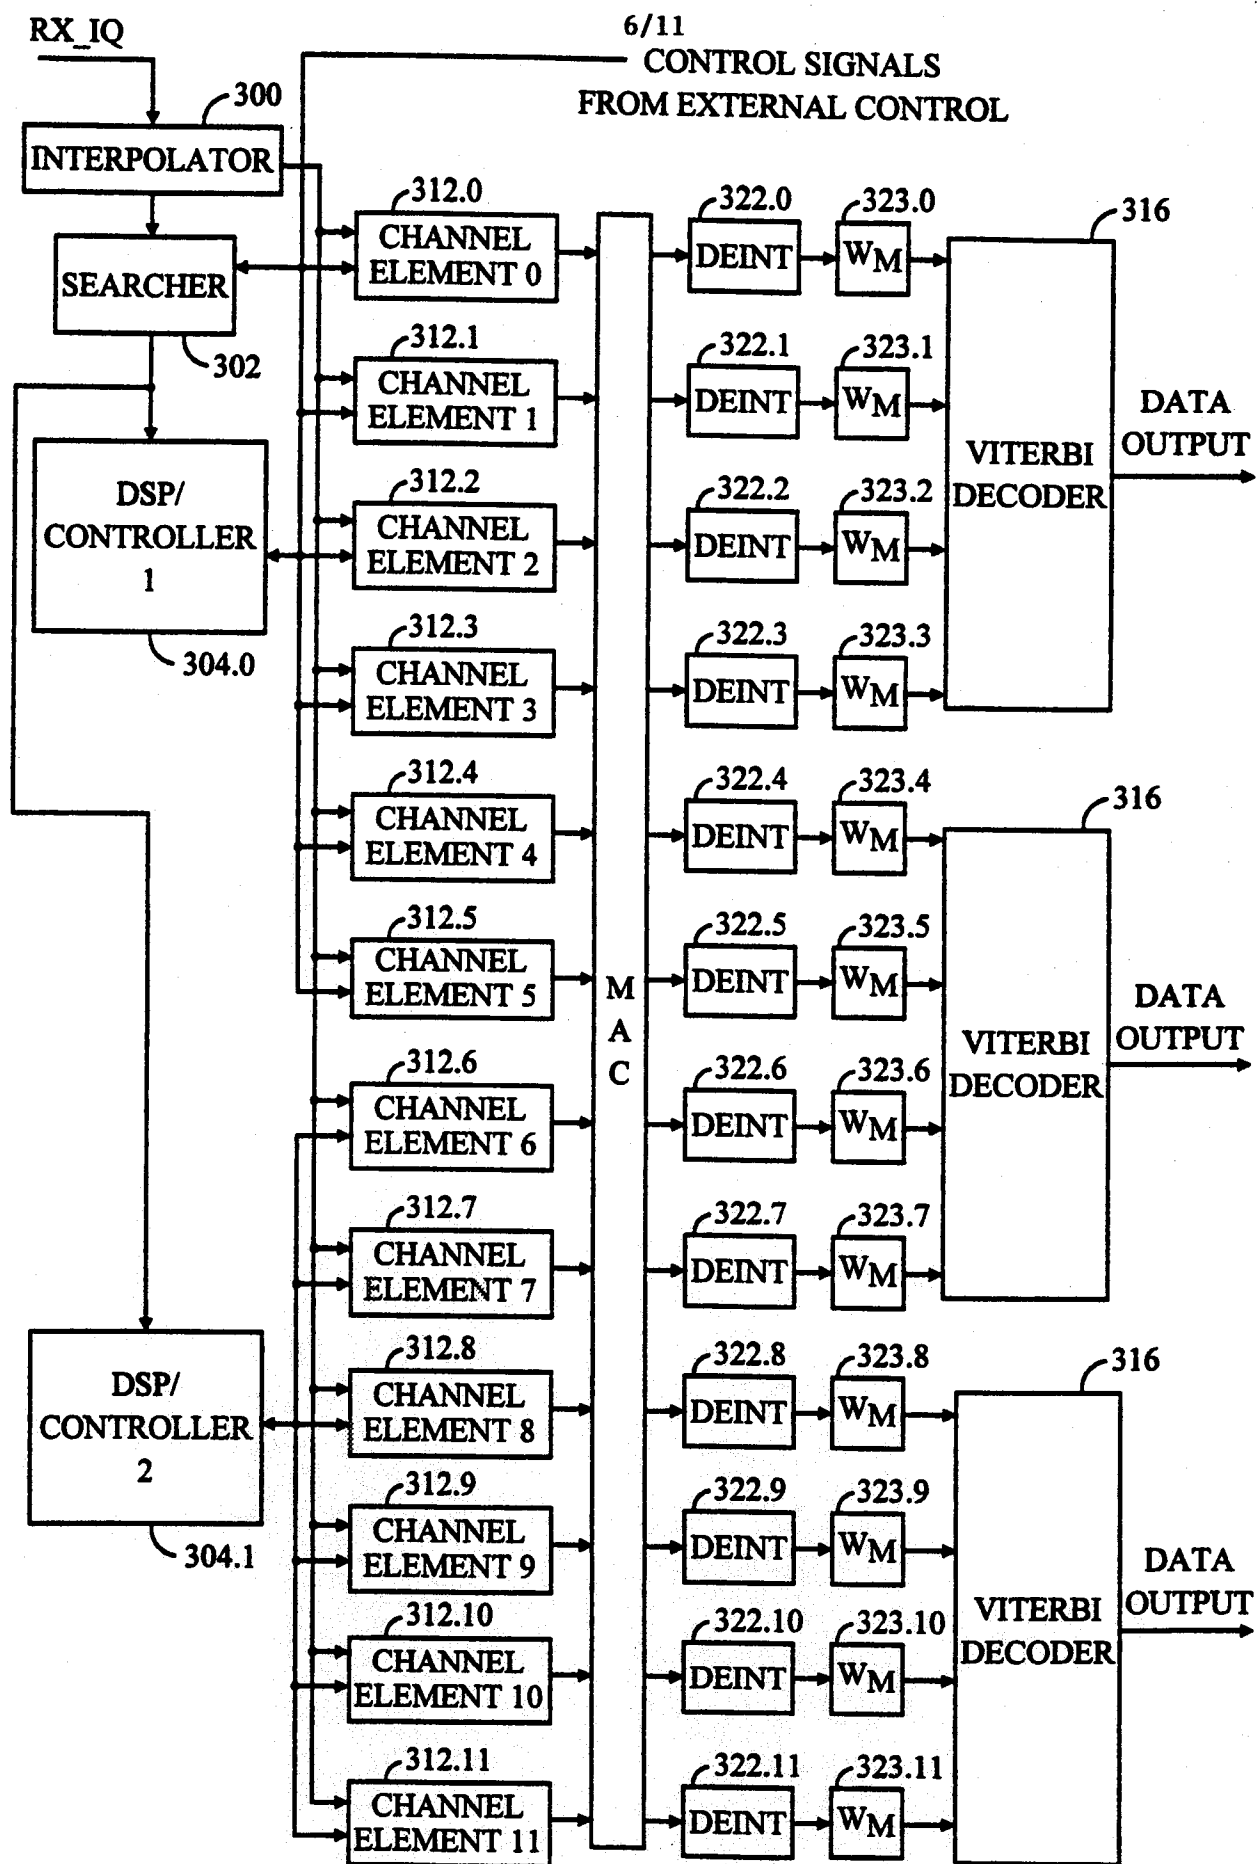 6/11
RX_IQ
CONTROL SIGNALS
FROM EXTERNAL CONTROL
300
INTERPOLATOR
SEARCHER
302
DSP/
CONTROLLER
1
304.0
DSP/
CONTROLLER
2
304.1
312.0
CHANNEL
ELEMENT 0
312.1
CHANNEL
ELEMENT 1
312.2
CHANNEL
ELEMENT 2
312.3
CHANNEL
ELEMENT 3
312.4
CHANNEL
ELEMENT 4
312.5
CHANNEL
ELEMENT 5
312.6
CHANNEL
ELEMENT 6
312.7
CHANNEL
ELEMENT 7
312.8
CHANNEL
ELEMENT 8
312.9
CHANNEL
ELEMENT 9
312.10
CHANNEL
ELEMENT 10
312.11
CHANNEL
ELEMENT 11
M
A
C
322.0
DEINT
323.0
WM
322.1
DEINT
323.1
WM
322.2
DEINT
323.2
WM
322.3
DEINT
323.3
WM
316
VITERBI
DECODER
DATA
OUTPUT
322.4
DEINT
323.4
WM
322.5
DEINT
323.5
WM
322.6
DEINT
323.6
WM
322.7
DEINT
323.7
WM
316
VITERBI
DECODER
DATA
OUTPUT
322.8
DEINT
323.8
WM
322.9
DEINT
323.9
WM
322.10
DEINT
323.10
WM
322.11
DEINT
323.11
WM
316
VITERBI
DECODER
DATA
OUTPUT